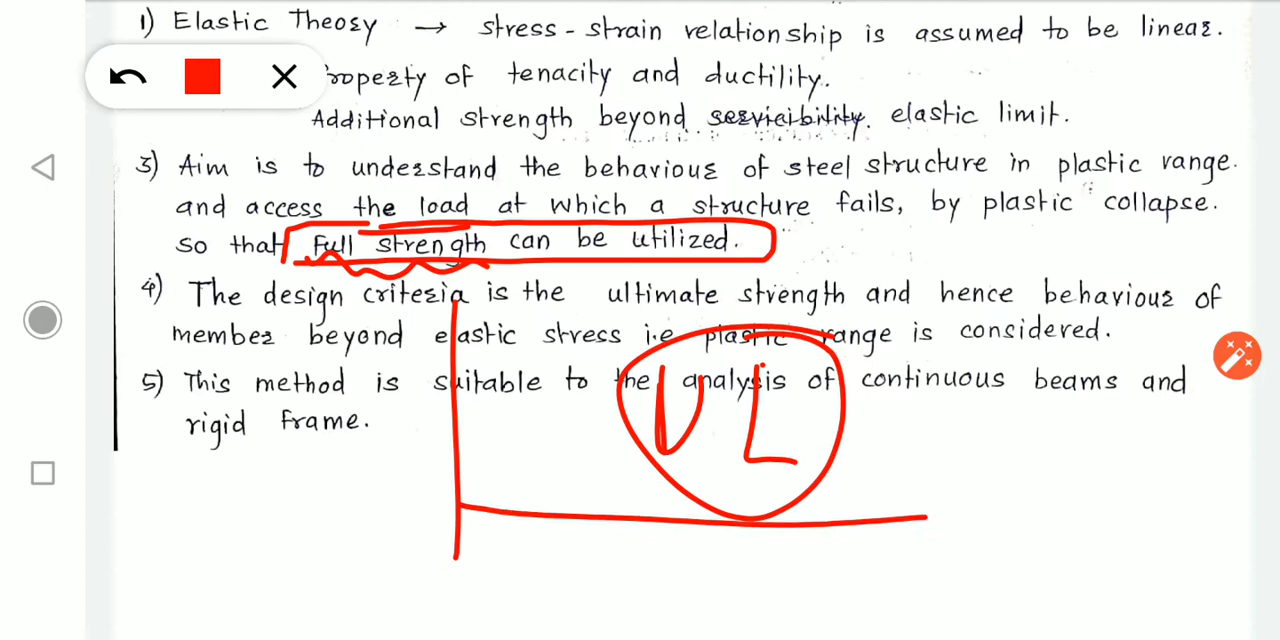 1) Elastic Theory → stress - strain relationship is assumed to be linear.
property of tenacity and ductility.
Additional strength beyond servicibility. elastic limit.
3) Aim is to understand the behaviour of steel structure in plastic range.
and access the load at which a structure fails, by plastic collapse.
so that full strength can be utilized.
4) The design criteria is the ultimate strength and hence behaviour of
member beyond elastic stress i.e plastic range is considered.
5) This method is suitable to the analysis of continuous beams and
rigid frame.
UL